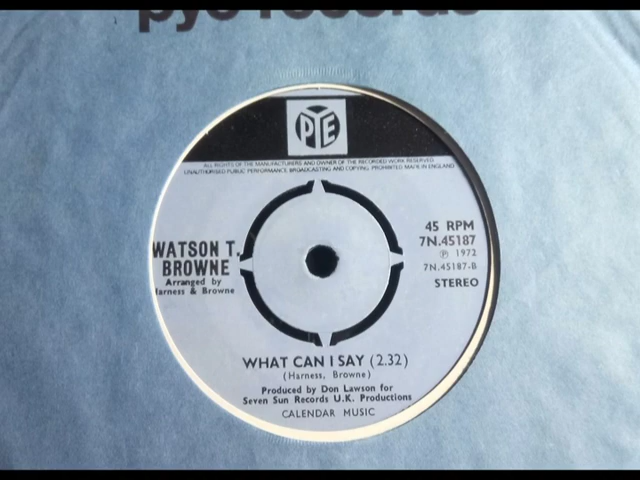 pye records
PYE
ALL RIGHTS OF THE MANUFACTURERS AND OWNER OF THE RECORDED WORK RESERVED.
UNAUTHORISED PUBLIC PERFORMANCE, BROADCASTING AND COPYING PROHIBITED. MADE IN ENGLAND
WATSON T.
BROWNE
Arranged by
Harness & Browne
45 RPM
7N.45187
Ⓟ 1972
7N.45187-B
STEREO
WHAT CAN I SAY (2.32)
(Harness, Browne)
Produced by Don Lawson for
Seven Sun Records U.K. Productions
CALENDAR MUSIC